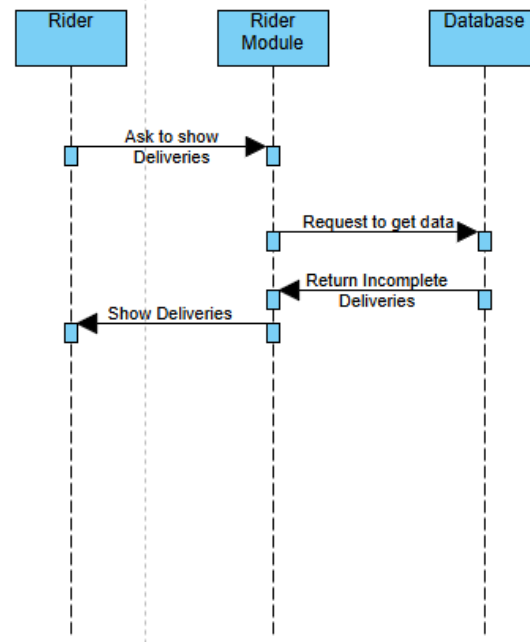 Rider
Rider
Module
Database
Ask to show
Deliveries
Request to get data
Return Incomplete
Deliveries
Show Deliveries